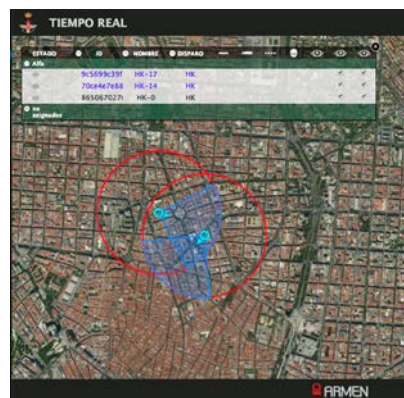 TIEMPO REAL
ESTADO ID NOMBRE DISPARO
Alfa
9c5699c39f HK-17 HK
70ce4e7e88 HK-14 HK
865067027c HK-0 HK
no asignados
ARMEN